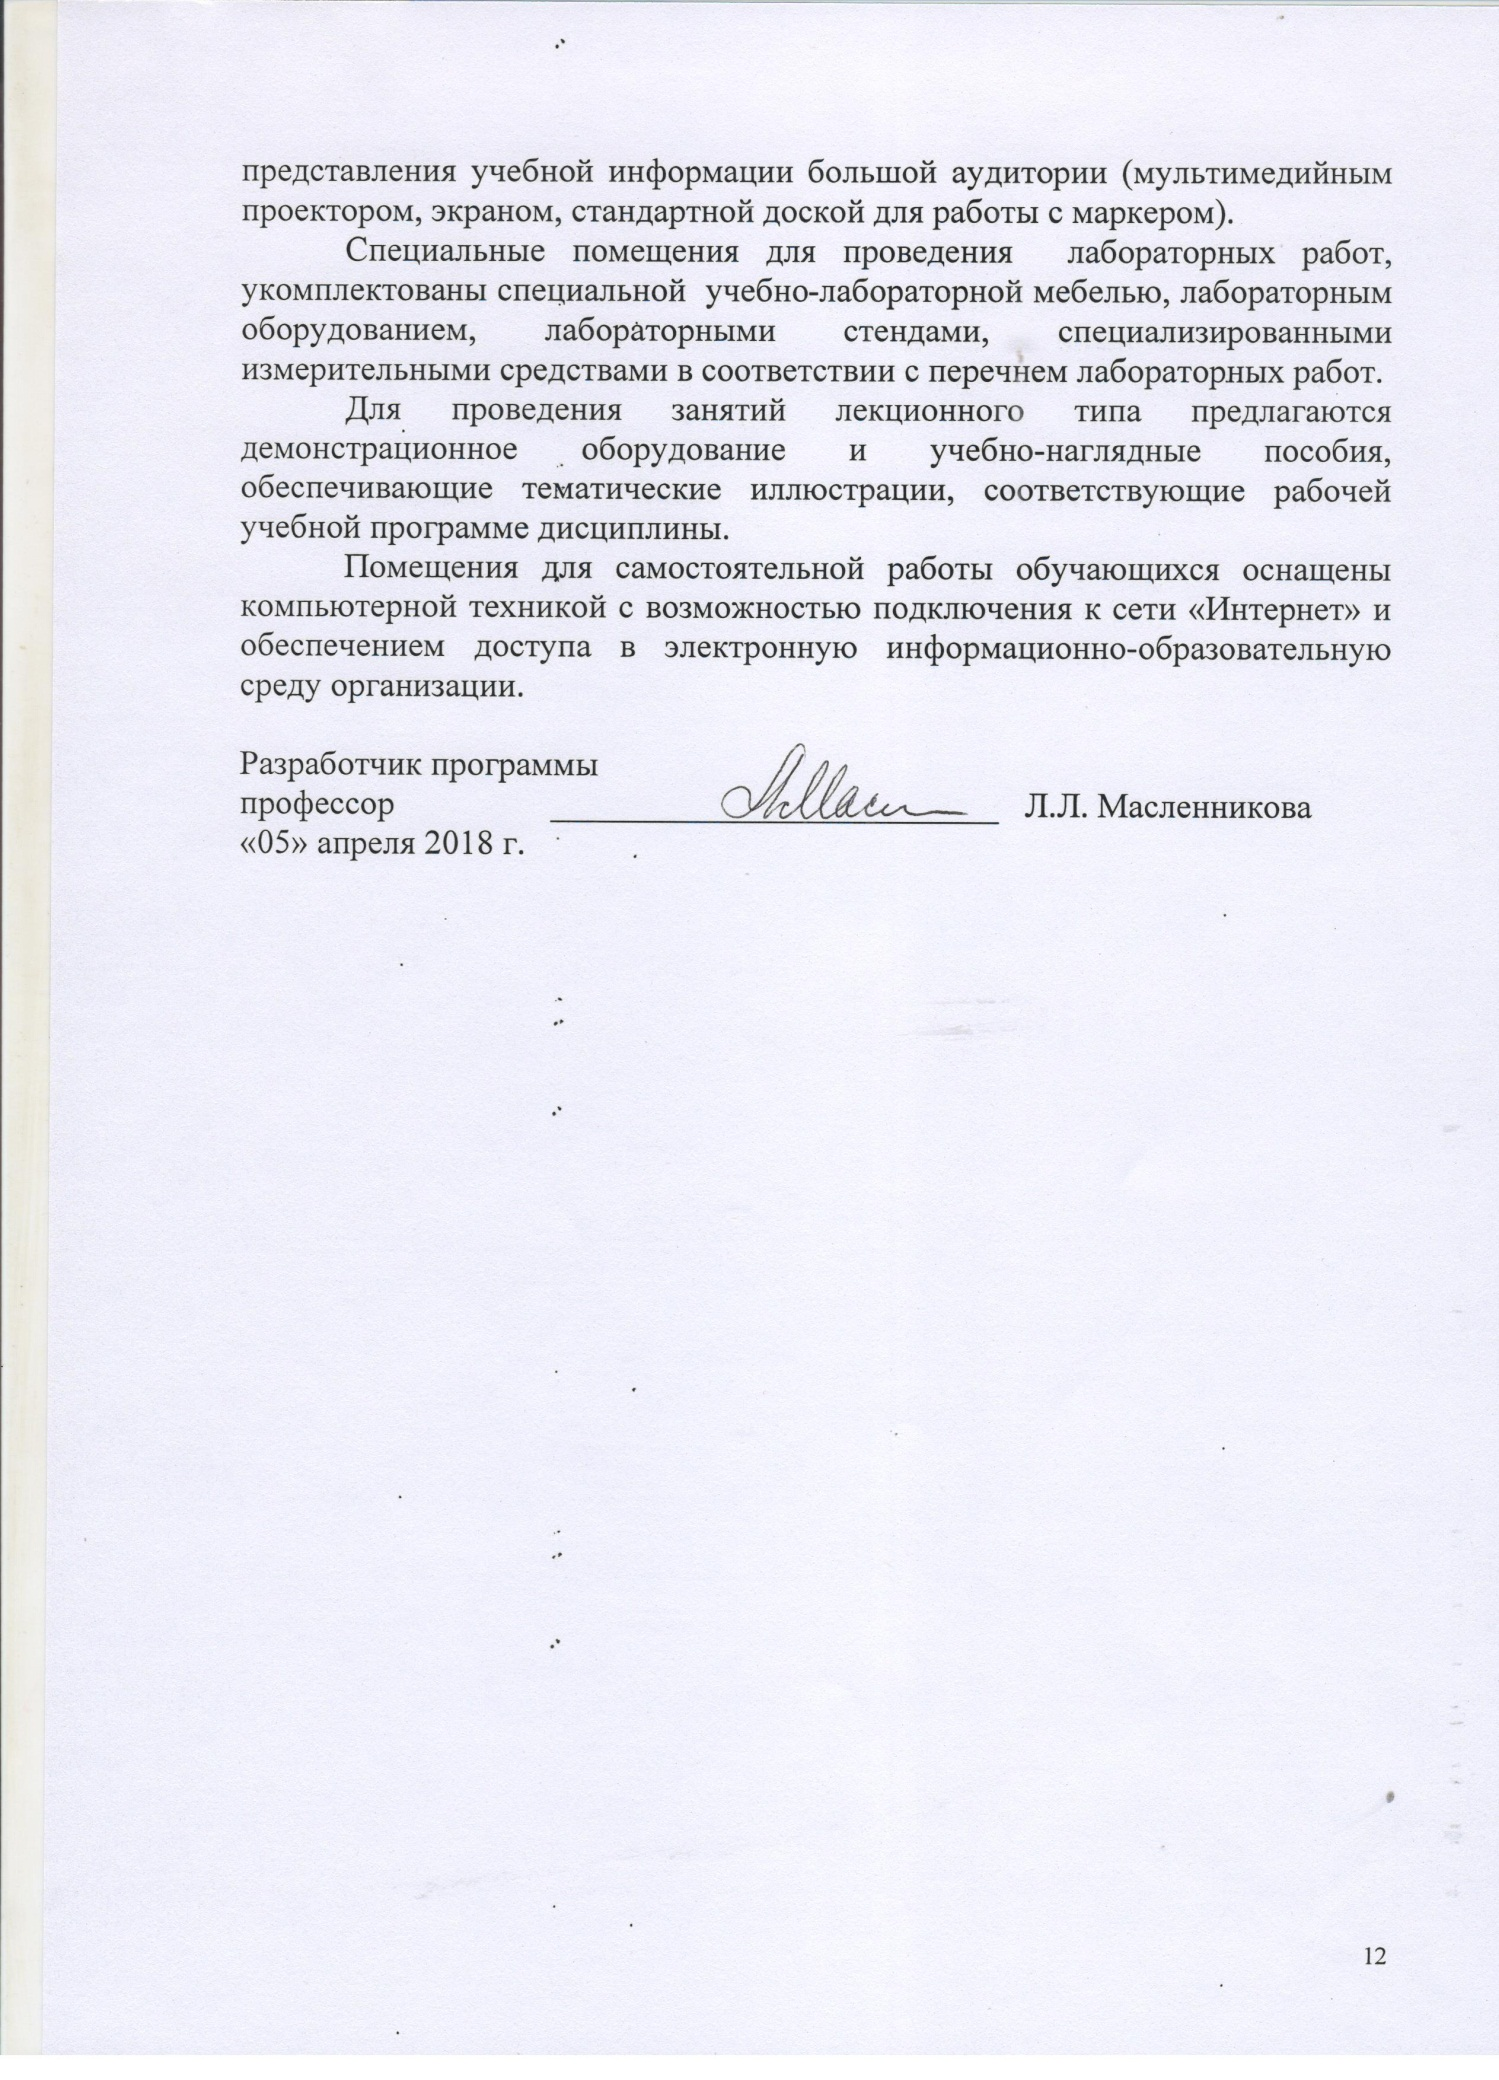 представления учебной информации большой аудитории (мультимедийным
проектором, экраном, стандартной доской для работы с маркером).
Специальные помещения для проведения лабораторных работ,
укомплектованы специальной учебно-лабораторной мебелью, лабораторным
оборудованием, лабораторными стендами, специализированными
измерительными средствами в соответствии с перечнем лабораторных работ.
Для проведения занятий лекционного типа предлагаются
демонстрационное оборудование и учебно-наглядные пособия,
обеспечивающие тематические иллюстрации, соответствующие рабочей
учебной программе дисциплины.
Помещения для самостоятельной работы обучающихся оснащены
компьютерной техникой с возможностью подключения к сети «Интернет» и
обеспечением доступа в электронную информационно-образовательную
среду организации.
Разработчик программы
профессор Л.Л. Масленникова
«05» апреля 2018 г.
12